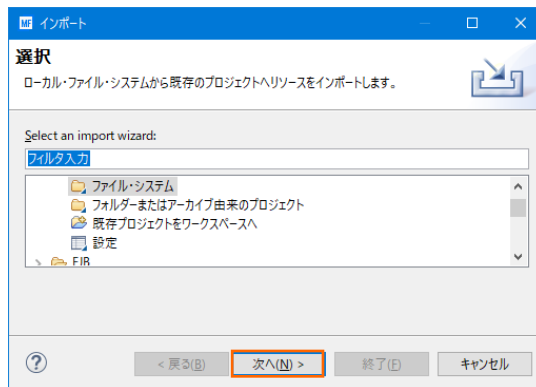 MF インポート
選択
ローカル・ファイル・システムから既存のプロジェクトへリソースをインポートします。
Select an import wizard:
フィルタ入力
ファイル・システム
フォルダーまたはアーカイブ由来のプロジェクト
既存プロジェクトをワークスペースへ
設定
EJB
? < 戻る(B) 次へ(N) > 終了(F) キャンセル